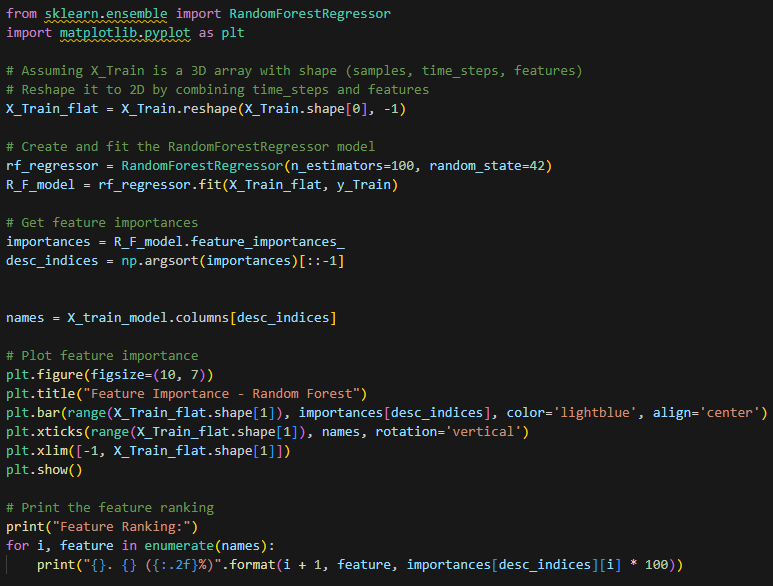 from sklearn.ensemble import RandomForestRegressor
import matplotlib.pyplot as plt
# Assuming X_Train is a 3D array with shape (samples, time_steps, features)
# Reshape it to 2D by combining time_steps and features
X_Train_flat = X_Train.reshape(X_Train.shape[0], -1)
# Create and fit the RandomForestRegressor model
rf_regressor = RandomForestRegressor(n_estimators=100, random_state=42)
R_F_model = rf_regressor.fit(X_Train_flat, y_Train)
# Get feature importances
importances = R_F_model.feature_importances_
desc_indices = np.argsort(importances)[::-1]
names = X_train_model.columns[desc_indices]
# Plot feature importance
plt.figure(figsize=(10, 7))
plt.title("Feature Importance - Random Forest")
plt.bar(range(X_Train_flat.shape[1]), importances[desc_indices], color='lightblue', align='center')
plt.xticks(range(X_Train_flat.shape[1]), names, rotation='vertical')
plt.xlim([-1, X_Train_flat.shape[1]])
plt.show()
# Print the feature ranking
print("Feature Ranking:")
for i, feature in enumerate(names):
    print("{}. {} ({:.2f}%)".format(i + 1, feature, importances[desc_indices][i] * 100))